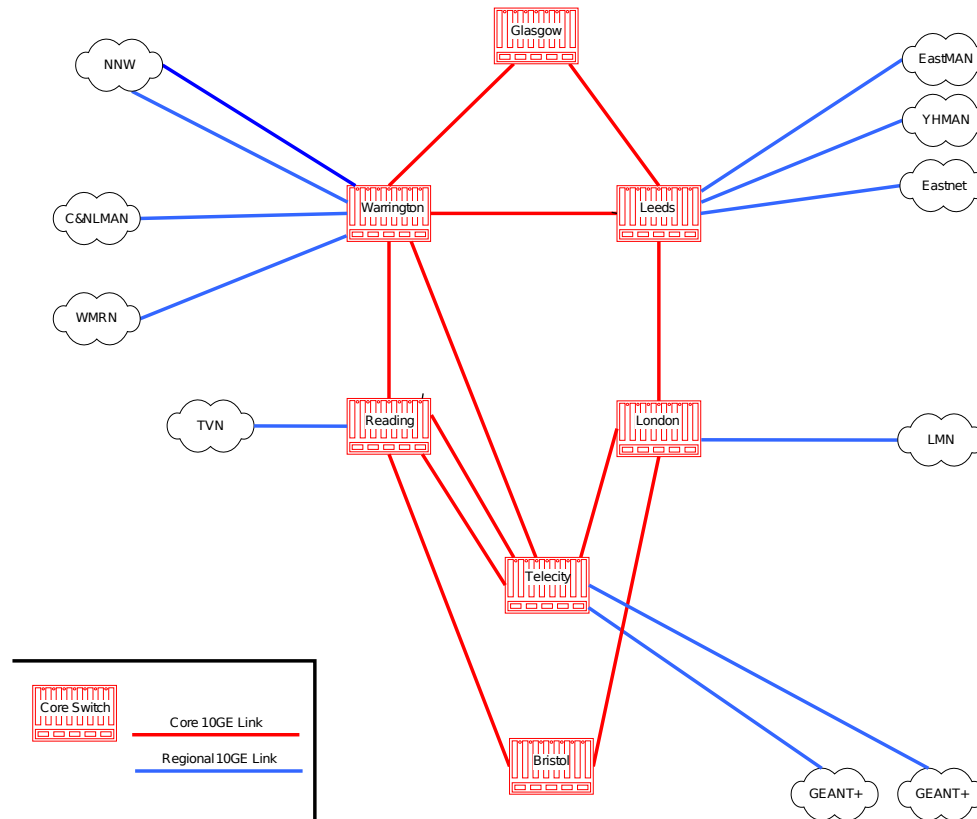 Glasgow
NNW
EastMAN
YHMAN
Eastnet
Warrington
Leeds
C&NLMAN
WMRN
TVN
Reading
London
LMN
Telecity
Core Switch
Core 10GE Link
Regional 10GE Link
Bristol
GEANT+
GEANT+